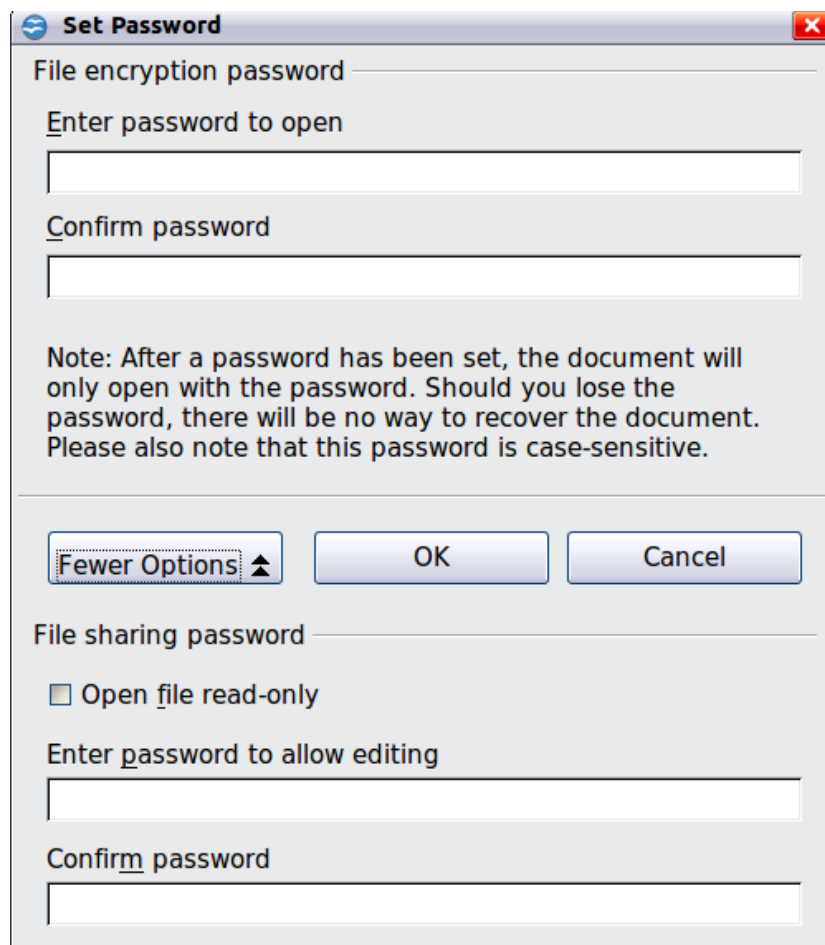 Set Password
File encryption password
Enter password to open
Confirm password
Note: After a password has been set, the document will
only open with the password. Should you lose the
password, there will be no way to recover the document.
Please also note that this password is case-sensitive.
Fewer Options OK Cancel
File sharing password
Open file read-only
Enter password to allow editing
Confirm password